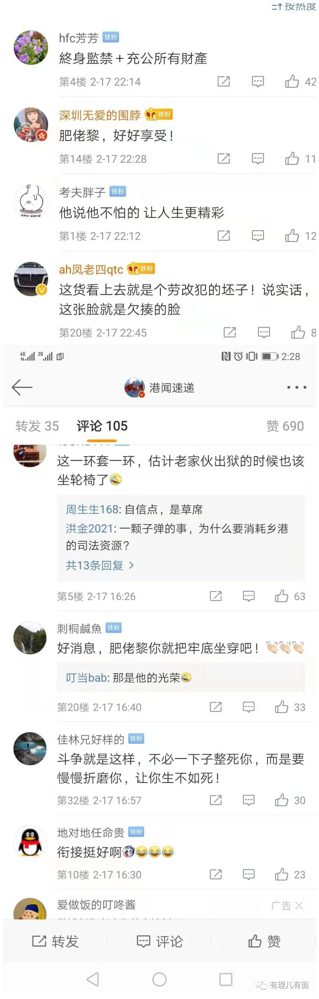 按热度
hfc芳芳 铁粉
終身監禁＋充公所有財產
第4楼 2-17 22:14 42
深圳无爱的围脖 5 铁粉
肥佬黎，好好享受！
第14楼 2-17 22:28 11
new world
考夫胖子 铁粉
他说他不怕的 让人生更精彩
第1楼 2-17 22:12 12
ah凤老四qtc 6 铁粉
这货看上去就是个劳改犯的坯子！说实话，
这张脸就是欠揍的脸
第20楼 2-17 22:45 8
4G 2G 2:28
港闻速递
转发 35 评论 105 赞 690
这一环套一环，估计老家伙出狱的时候也该
坐轮椅了🤣
周生生168: 自信点，是草席
洪金2021: 一颗子弹的事，为什么要消耗乡港
的司法资源？
共13条回复 >
第5楼 2-17 16:26 63
刺桐鹹魚 铁粉
好消息，肥佬黎你就把牢底坐穿吧！👏🏻👏🏻👏🏻
叮当bab: 那是他的光荣🤣
第20楼 2-17 16:40 33
佳林兄好样的 铁粉
斗争就是这样，不必一下子整死你，而是要
慢慢折磨你，让你生不如死！
第32楼 2-17 16:57 30
地对地任命贵 铁粉
衔接挺好啊😂😂😂
第10楼 2-17 16:30 23
爱做饭的叮咚酱 广告
转发 评论 赞
有理儿有面